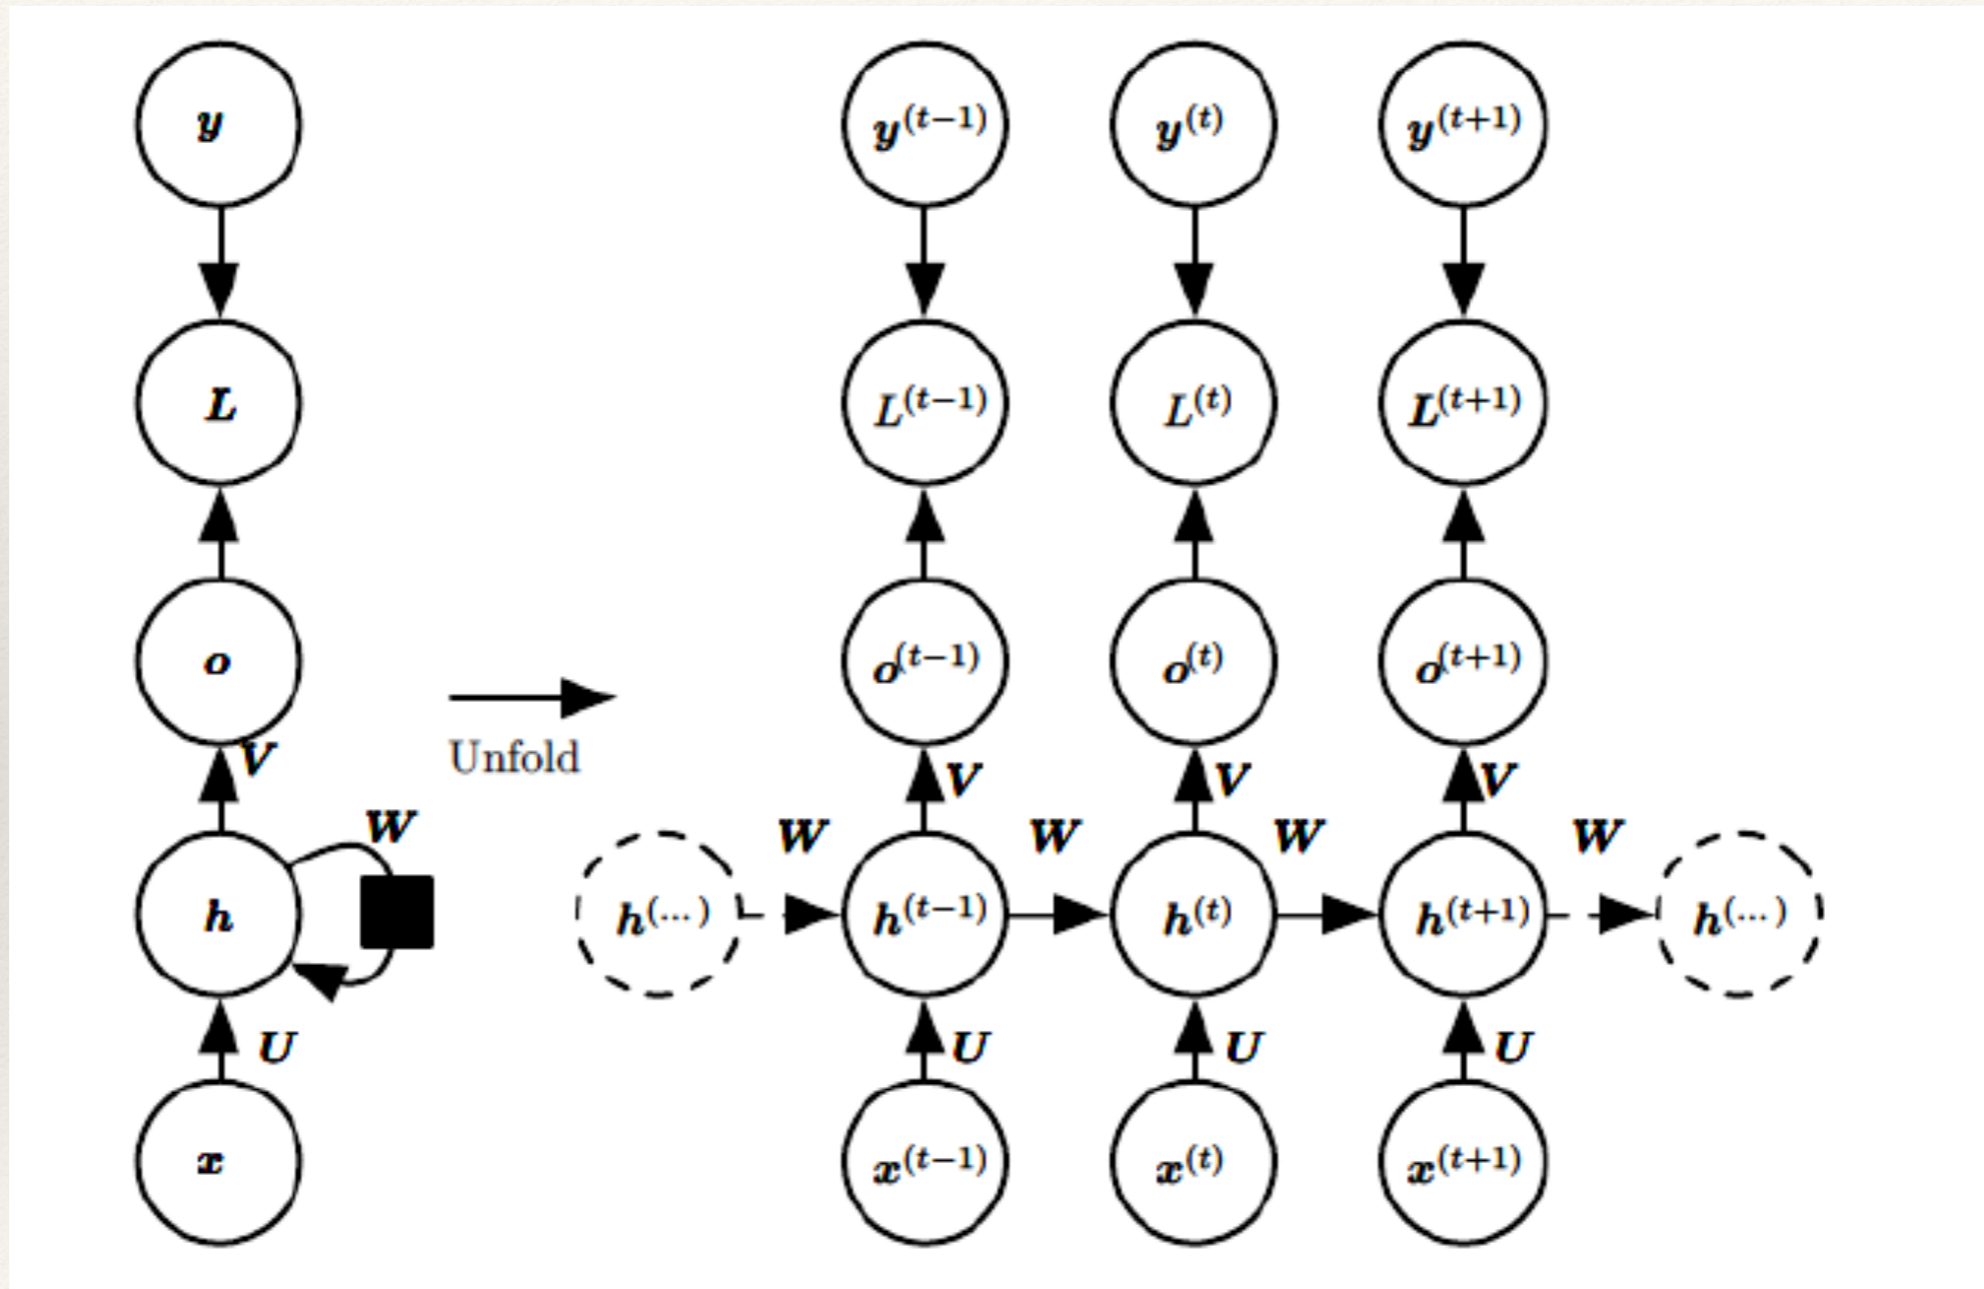 y y^(t−1) y^(t) y^(t+1)
L L^(t−1) L^(t) L^(t+1)
o o^(t−1) o^(t) o^(t+1)
Unfold
V V V V
W W W W W
h h^(...) h^(t−1) h^(t) h^(t+1) h^(...)
U U U U
x x^(t−1) x^(t) x^(t+1)